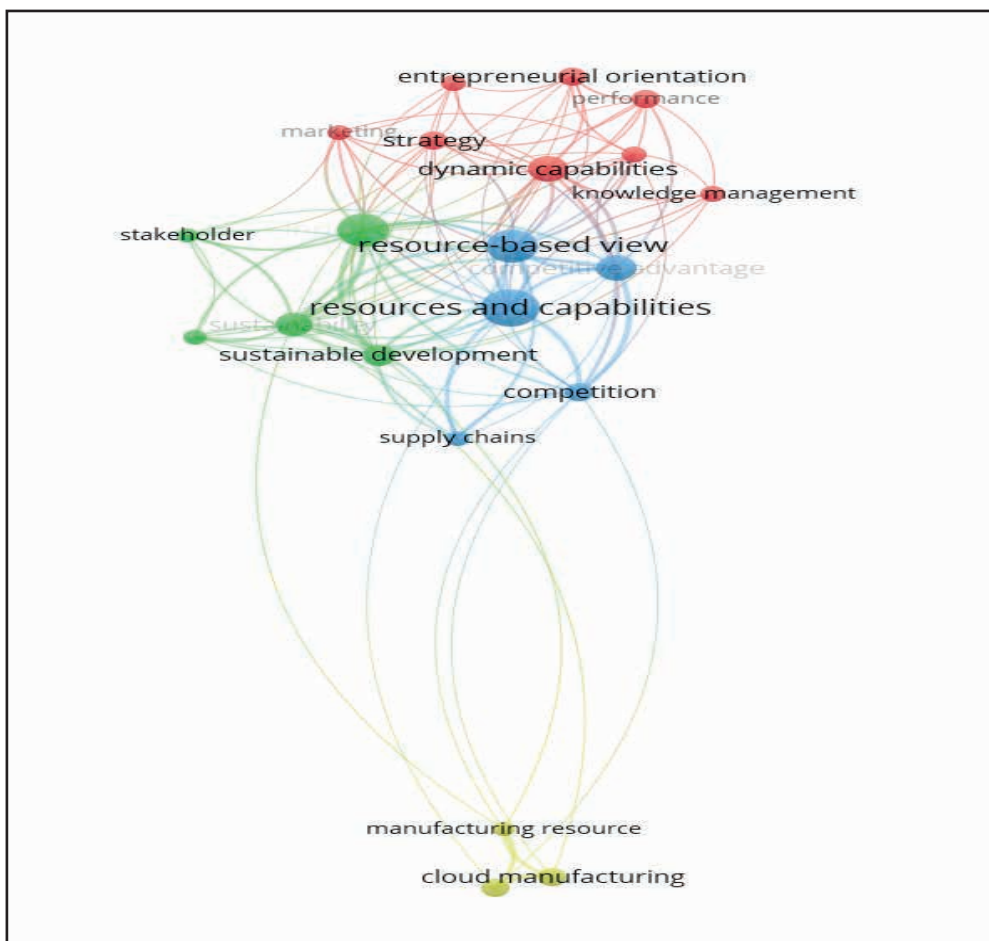 entrepreneurial orientation
performance
marketing
strategy
dynamic capabilities
knowledge management
stakeholder
resource-based view
competitive advantage
resources and capabilities
sustainability
sustainable development
competition
supply chains
manufacturing resource
cloud manufacturing